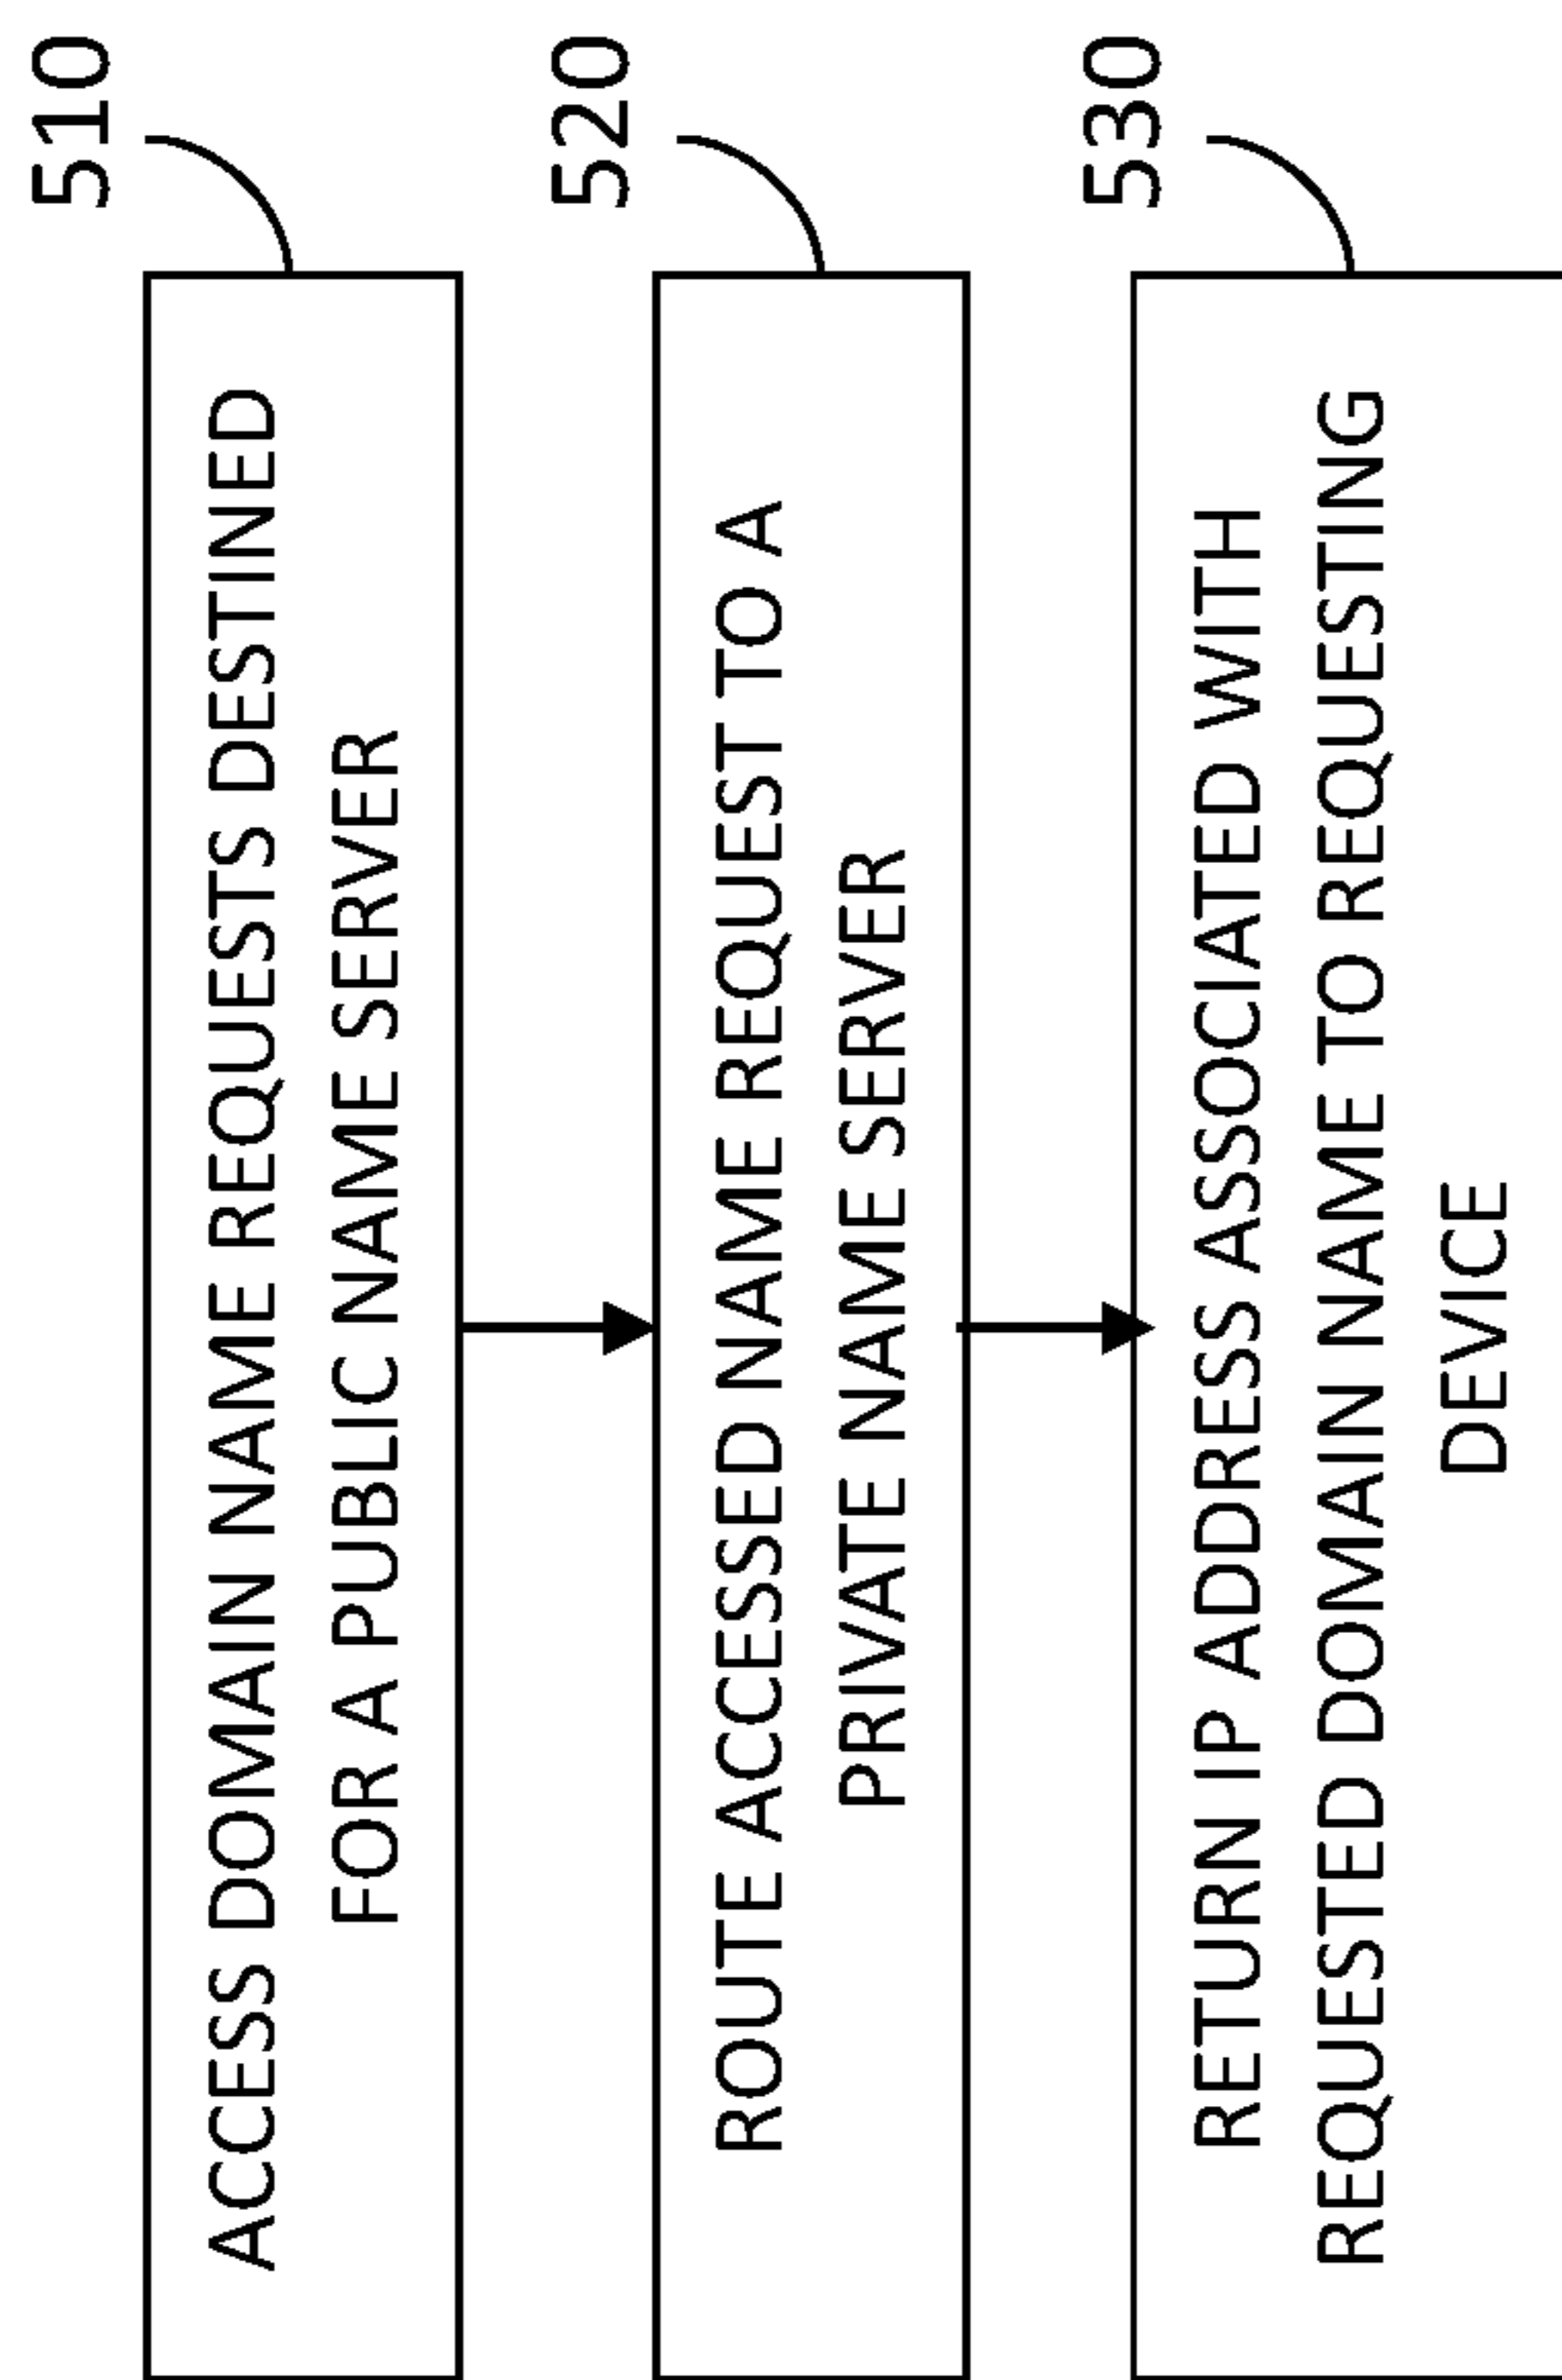 510
ACCESS DOMAIN NAME REQUESTS DESTINED
FOR A PUBLIC NAME SERVER
520
ROUTE ACCESSED NAME REQUEST TO A
PRIVATE NAME SERVER
530
RETURN IP ADDRESS ASSOCIATED WITH
REQUESTED DOMAIN NAME TO REQUESTING
DEVICE